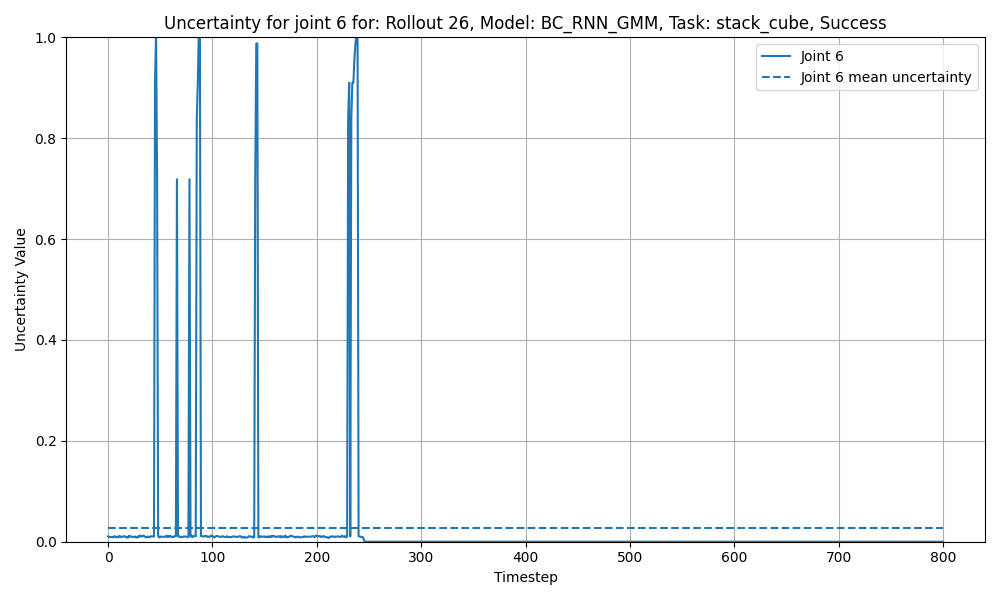 Uncertainty for joint 6 for: Rollout 26, Model: BC_RNN_GMM, Task: stack_cube, Success
Joint 6
Joint 6 mean uncertainty
Uncertainty Value
1.0
0.8
0.6
0.4
0.2
0.0
0 100 200 300 400 500 600 700 800
Timestep